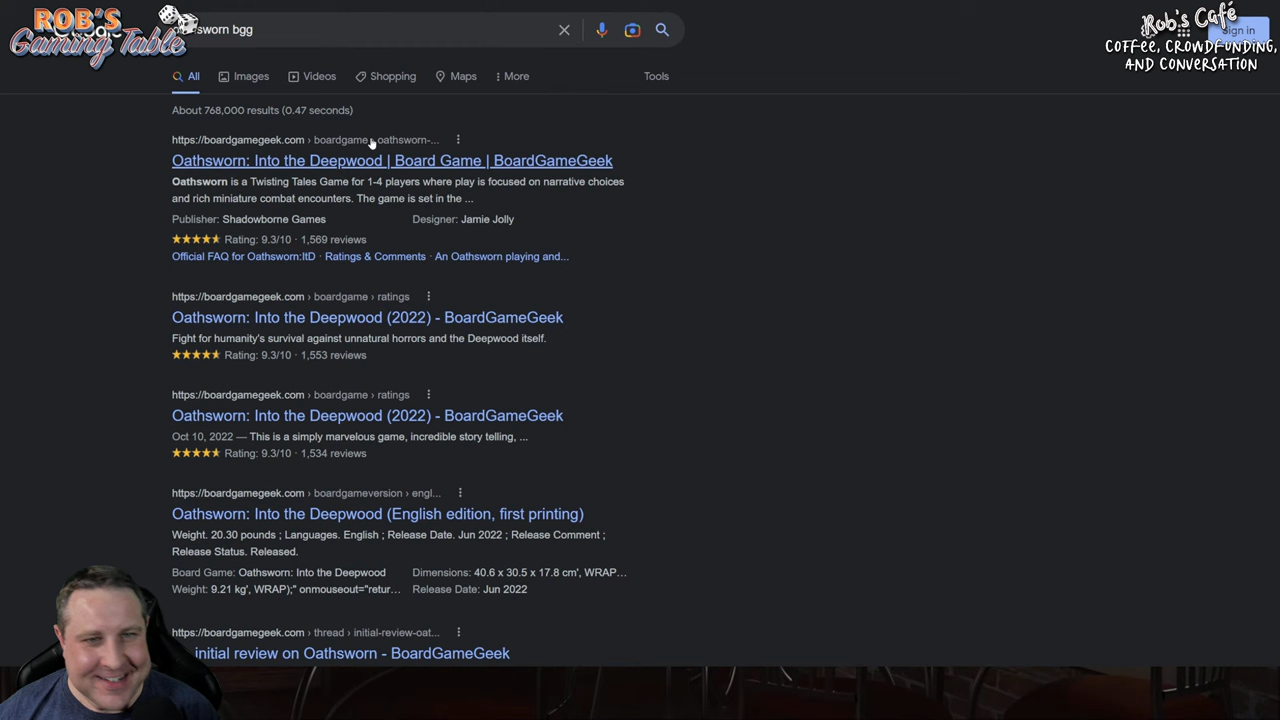 ROB'S
GAMING TABLE
sworn bgg
Rob's Café
COFFEE, CROWDFUNDING,
AND CONVERSATION
Sign in
All
Images
Videos
Shopping
Maps
More
Tools
About 768,000 results (0.47 seconds)
https://boardgamegeek.com › boardgame › oathsworn-...
Oathsworn: Into the Deepwood | Board Game | BoardGameGeek
Oathsworn is a Twisting Tales Game for 1-4 players where play is focused on narrative choices
and rich miniature combat encounters. The game is set in the ...
Publisher: Shadowborne Games Designer: Jamie Jolly
Rating: 9.3/10 · 1,569 reviews
Official FAQ for Oathsworn:ItD · Ratings & Comments · An Oathsworn playing and...
https://boardgamegeek.com › boardgame › ratings
Oathsworn: Into the Deepwood (2022) - BoardGameGeek
Fight for humanity's survival against unnatural horrors and the Deepwood itself.
Rating: 9.3/10 · 1,553 reviews
https://boardgamegeek.com › boardgame › ratings
Oathsworn: Into the Deepwood (2022) - BoardGameGeek
Oct 10, 2022 — This is a simply marvelous game, incredible story telling, ...
Rating: 9.3/10 · 1,534 reviews
https://boardgamegeek.com › boardgameversion › engl...
Oathsworn: Into the Deepwood (English edition, first printing)
Weight. 20.30 pounds ; Languages. English ; Release Date. Jun 2022 ; Release Comment ;
Release Status. Released.
Board Game: Oathsworn: Into the Deepwood Dimensions: 40.6 x 30.5 x 17.8 cm', WRAP...
Weight: 9.21 kg', WRAP);" onmouseout="retur... Release Date: Jun 2022
https://boardgamegeek.com › thread › initial-review-oat...
initial review on Oathsworn - BoardGameGeek